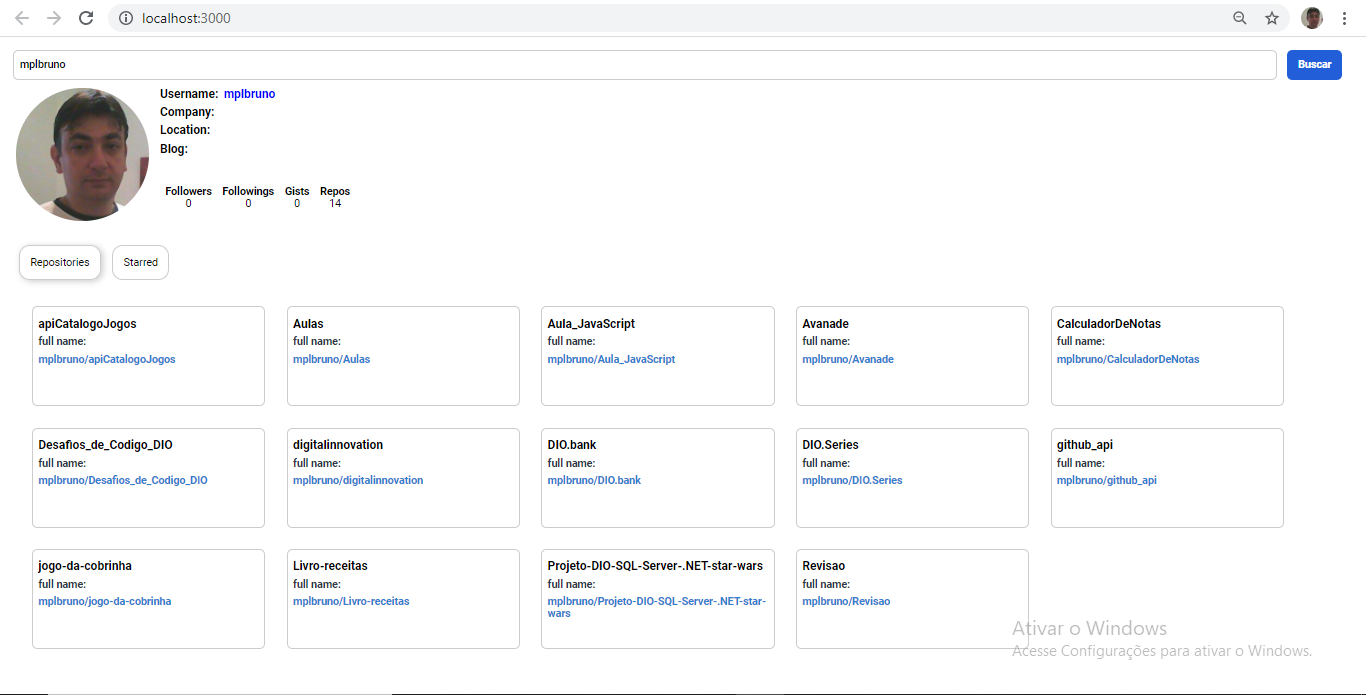 localhost:3000
mplbruno
Buscar
Username: mplbruno
Company:
Location:
Blog:
Followers Followings Gists Repos
0 0 0 14
Repositories Starred
apiCatalogoJogos
full name:
mplbruno/apiCatalogoJogos
Aulas
full name:
mplbruno/Aulas
Aula_JavaScript
full name:
mplbruno/Aula_JavaScript
Avanade
full name:
mplbruno/Avanade
CalculadorDeNotas
full name:
mplbruno/CalculadorDeNotas
Desafios_de_Codigo_DIO
full name:
mplbruno/Desafios_de_Codigo_DIO
digitalinnovation
full name:
mplbruno/digitalinnovation
DIO.bank
full name:
mplbruno/DIO.bank
DIO.Series
full name:
mplbruno/DIO.Series
github_api
full name:
mplbruno/github_api
jogo-da-cobrinha
full name:
mplbruno/jogo-da-cobrinha
Livro-receitas
full name:
mplbruno/Livro-receitas
Projeto-DIO-SQL-Server-.NET-star-wars
full name:
mplbruno/Projeto-DIO-SQL-Server-.NET-star-
wars
Revisao
full name:
mplbruno/Revisao
Ativar o Windows
Acesse Configurações para ativar o Windows.